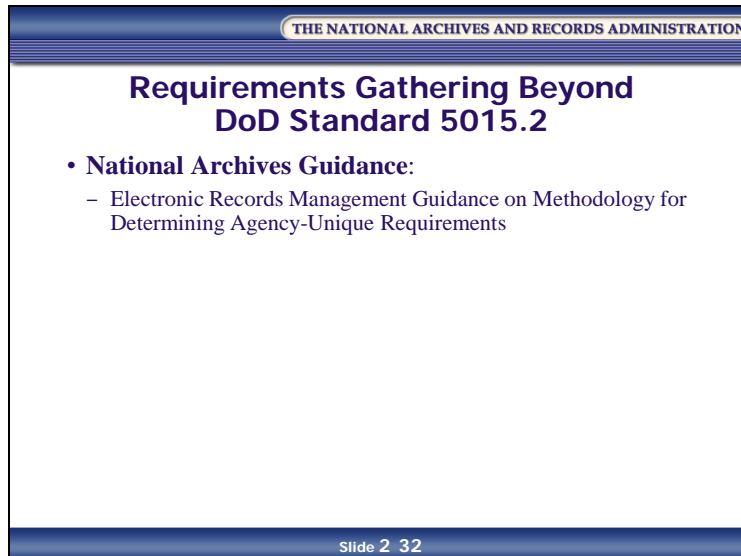 THE NATIONAL ARCHIVES AND RECORDS ADMINISTRATION
Requirements Gathering Beyond
DoD Standard 5015.2
• National Archives Guidance:
– Electronic Records Management Guidance on Methodology for
Determining Agency-Unique Requirements
Slide 2 32